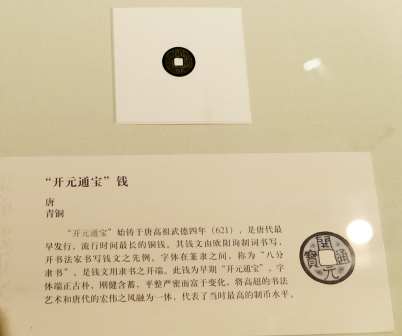 “开元通宝”钱
唐
青铜
“开元通宝”始铸于唐高祖武德四年（621），是唐代最
早发行、流行时间最长的铜钱。其钱文由欧阳询制词书写，
开书法家书写钱文之先例。字体在篆隶之间，称为“八分
隶书”，是钱文用隶书之开端。此钱为早期“开元通宝”，字
体端正古朴，刚健含蓄，平整严密而富于变化，将高超的书法
艺术和唐代的宏伟之风融为一体，代表了当时最高的制币水平。
開
通
元
寶